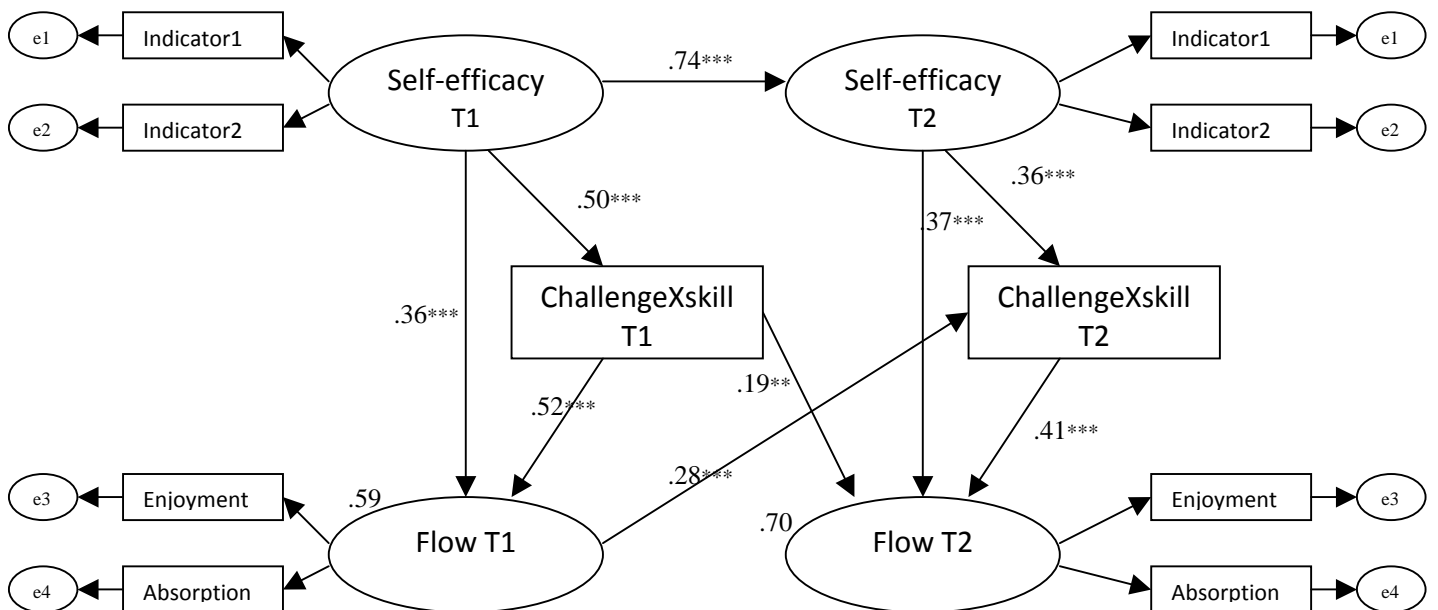 e1
Indicator1
Self-efficacy
T1
.74***
Self-efficacy
T2
Indicator1
e1
e2
Indicator2
Indicator2
e2
.50***
.36***
.37***
.36***
ChallengeXskill
T1
ChallengeXskill
T2
.19**
.52***
.41***
.28***
e3
Enjoyment
.59
Flow T1
.70
Flow T2
Enjoyment
e3
e4
Absorption
Absorption
e4